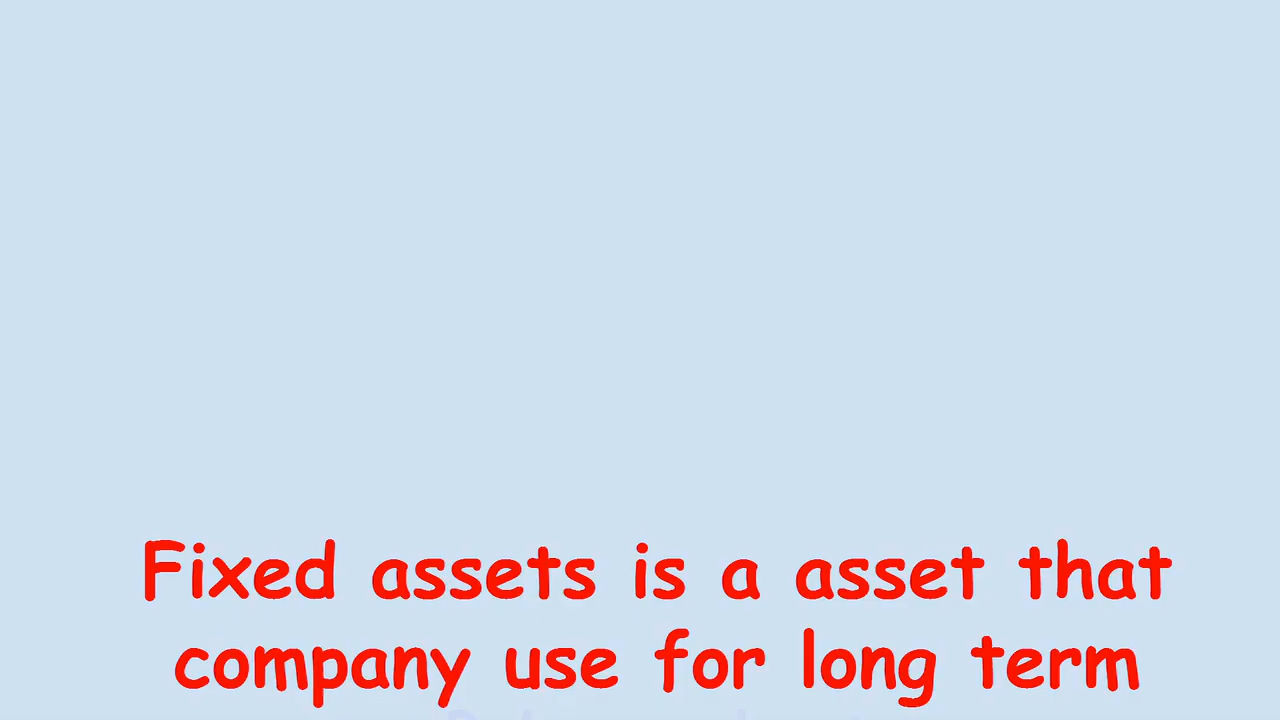 Fixed assets is a asset that
company use for long term